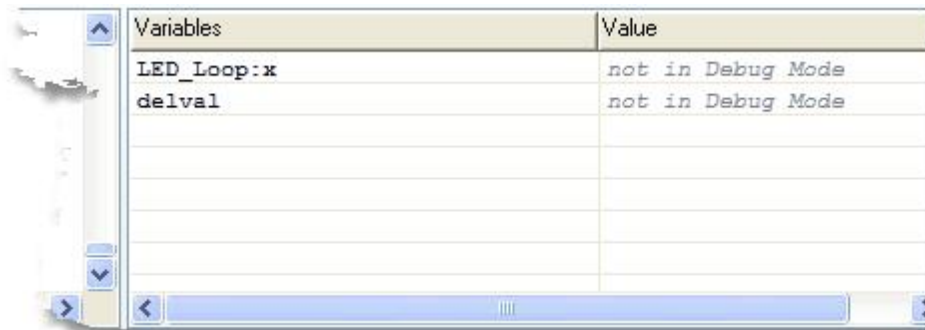 Variables Value
LED_Loop:x not in Debug Mode
delval not in Debug Mode